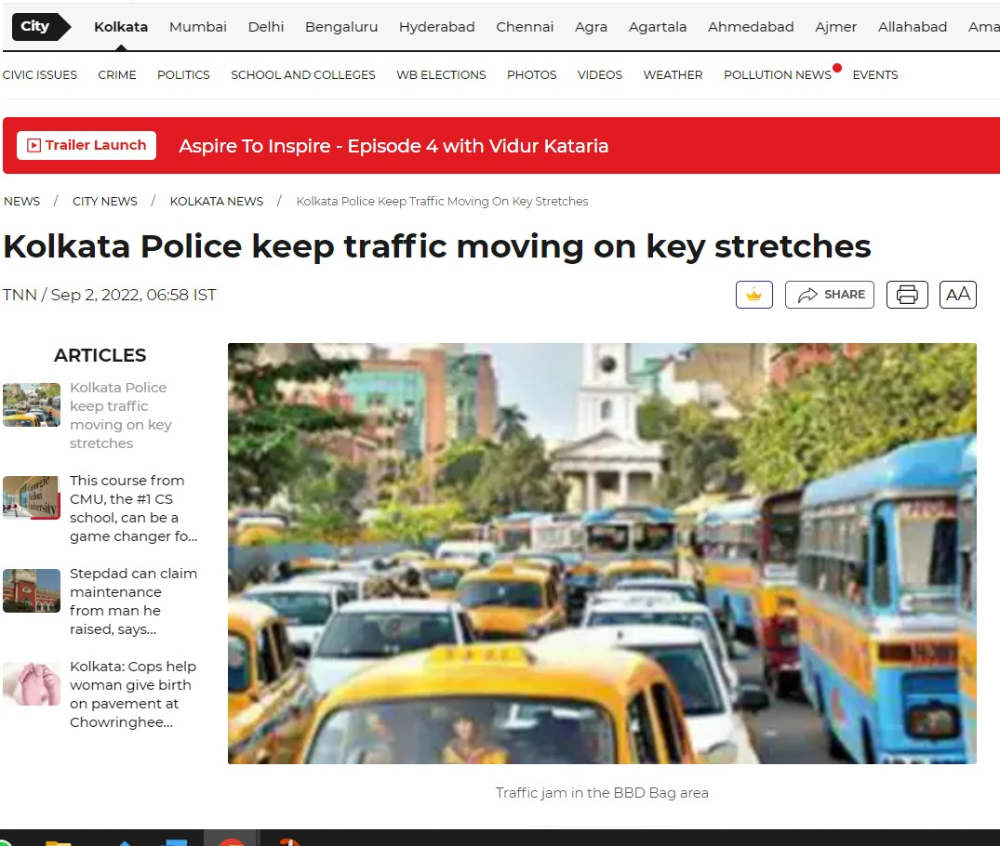 City Kolkata Mumbai Delhi Bengaluru Hyderabad Chennai Agra Agartala Ahmedabad Ajmer Allahabad Ama
CIVIC ISSUES CRIME POLITICS SCHOOL AND COLLEGES WB ELECTIONS PHOTOS VIDEOS WEATHER POLLUTION NEWS EVENTS
Trailer Launch Aspire To Inspire - Episode 4 with Vidur Kataria
NEWS / CITY NEWS / KOLKATA NEWS / Kolkata Police Keep Traffic Moving On Key Stretches
Kolkata Police keep traffic moving on key stretches
TNN / Sep 2, 2022, 06:58 IST
SHARE
AA
ARTICLES
Kolkata Police
keep traffic
moving on key
stretches
This course from
CMU, the #1 CS
school, can be a
game changer fo...
Carnegie
Mellon
University
Stepdad can claim
maintenance
from man he
raised, says...
Kolkata: Cops help
woman give birth
on pavement at
Chowringhee...
Traffic jam in the BBD Bag area